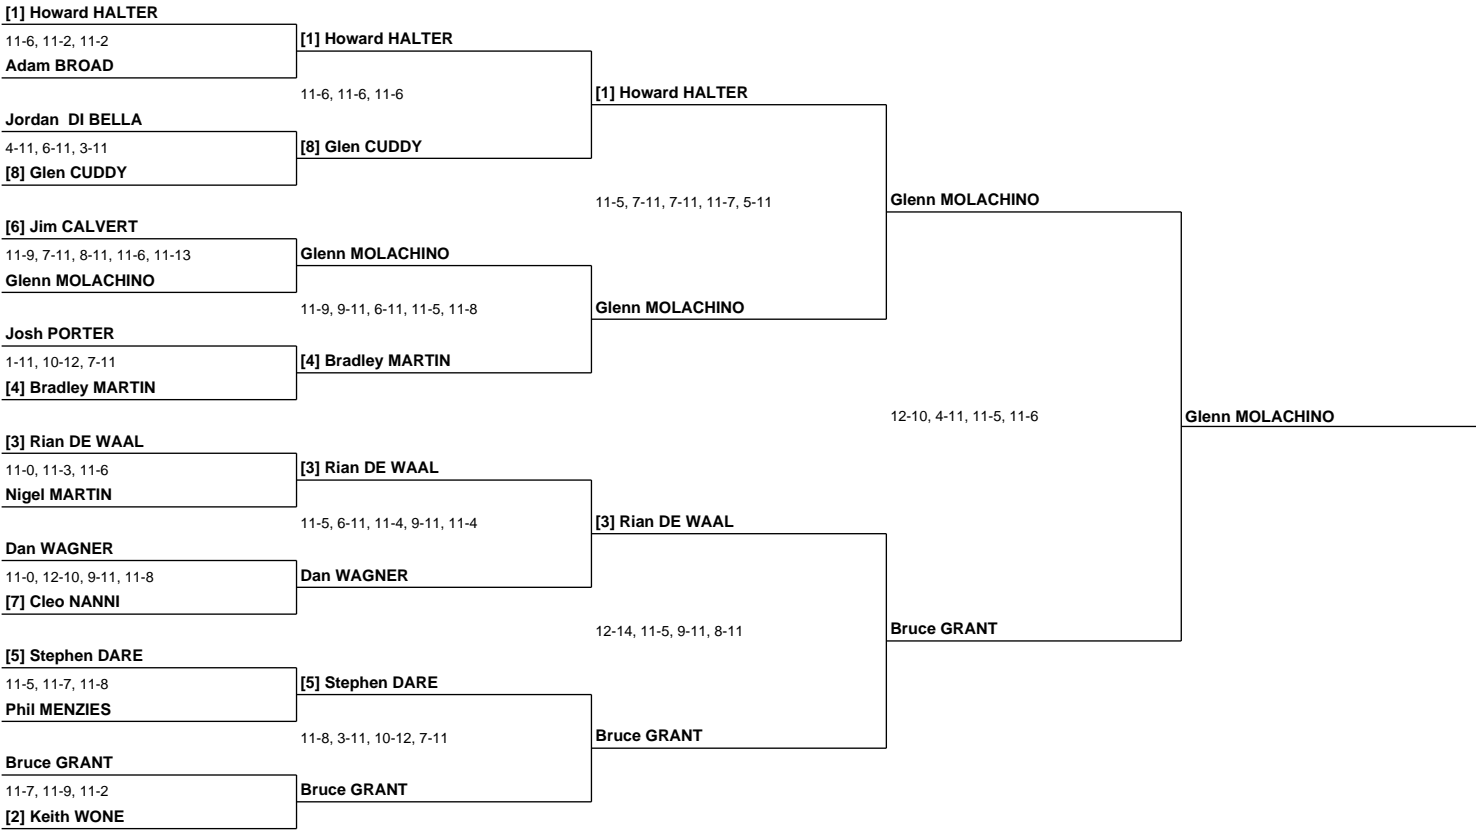 [1] Howard HALTER
11-6, 11-2, 11-2
Adam BROAD
Jordan  DI BELLA
4-11, 6-11, 3-11
[8] Glen CUDDY
[6] Jim CALVERT
11-9, 7-11, 8-11, 11-6, 11-13
Glenn MOLACHINO
Josh PORTER
1-11, 10-12, 7-11
[4] Bradley MARTIN
[3] Rian DE WAAL
11-0, 11-3, 11-6
Nigel MARTIN
Dan WAGNER
11-0, 12-10, 9-11, 11-8
[7] Cleo NANNI
[5] Stephen DARE
11-5, 11-7, 11-8
Phil MENZIES
Bruce GRANT
11-7, 11-9, 11-2
[2] Keith WONE
[1] Howard HALTER
11-6, 11-6, 11-6
[8] Glen CUDDY
Glenn MOLACHINO
11-9, 9-11, 6-11, 11-5, 11-8
[4] Bradley MARTIN
[3] Rian DE WAAL
11-5, 6-11, 11-4, 9-11, 11-4
Dan WAGNER
[5] Stephen DARE
11-8, 3-11, 10-12, 7-11
Bruce GRANT
[1] Howard HALTER
11-5, 7-11, 7-11, 11-7, 5-11
Glenn MOLACHINO
[3] Rian DE WAAL
12-14, 11-5, 9-11, 8-11
Bruce GRANT
Glenn MOLACHINO
12-10, 4-11, 11-5, 11-6
Bruce GRANT
Glenn MOLACHINO